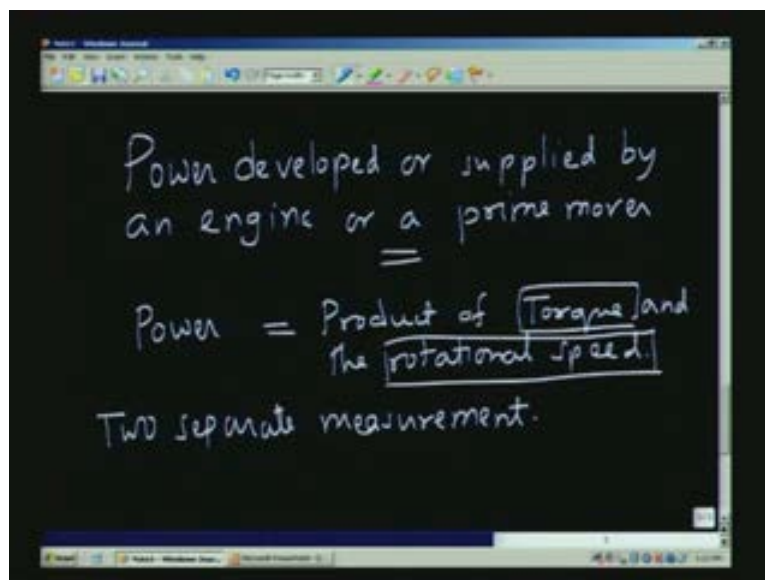 Power developed or supplied by
an engine or a prime mover
Power = Product of Torque and
the rotational speed.
Two separate measurement.